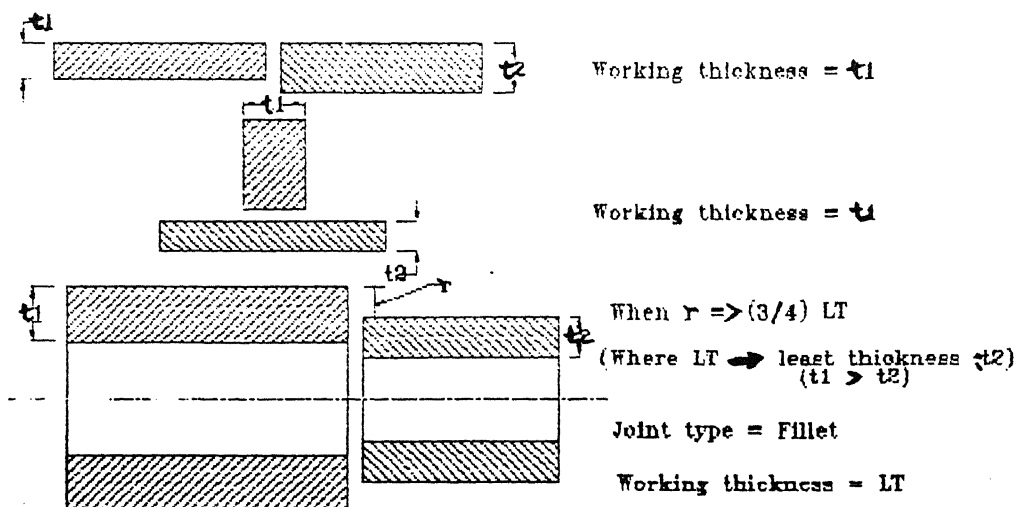 t1
t2
Working thickness = t1
t1
Working thickness = t1
t2
r
t1
t2
When r => (3/4) LT
(Where LT → least thickness t2)
(t1 > t2)
Joint type = Fillet
Working thickness = LT